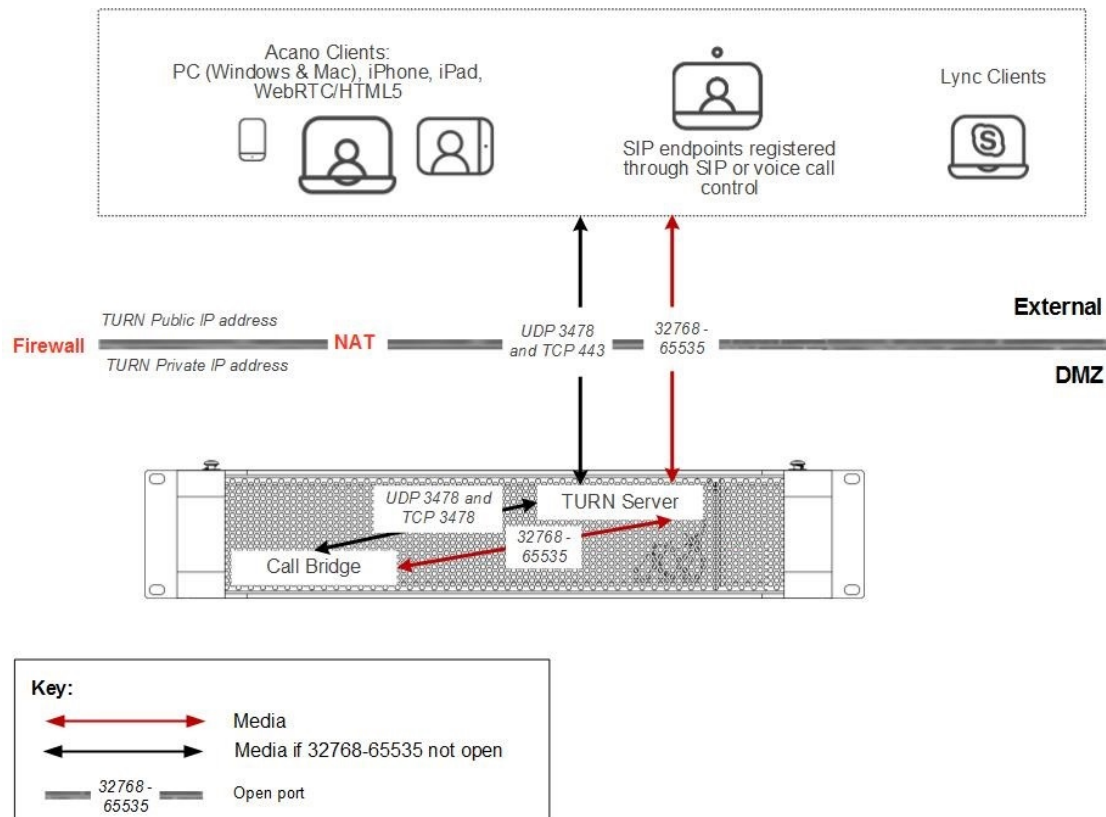 Acano Clients:
PC (Windows & Mac), iPhone, iPad,
WebRTC/HTML5
SIP endpoints registered
through SIP or voice call
control
Lync Clients
S
External
TURN Public IP address
Firewall
NAT
UDP 3478
and TCP 443
32768 -
65535
TURN Private IP address
DMZ
UDP 3478 and
TCP 3478
TURN Server
32768 -
65535
Call Bridge
Key:
Media
Media if 32768-65535 not open
32768 -
65535
Open port